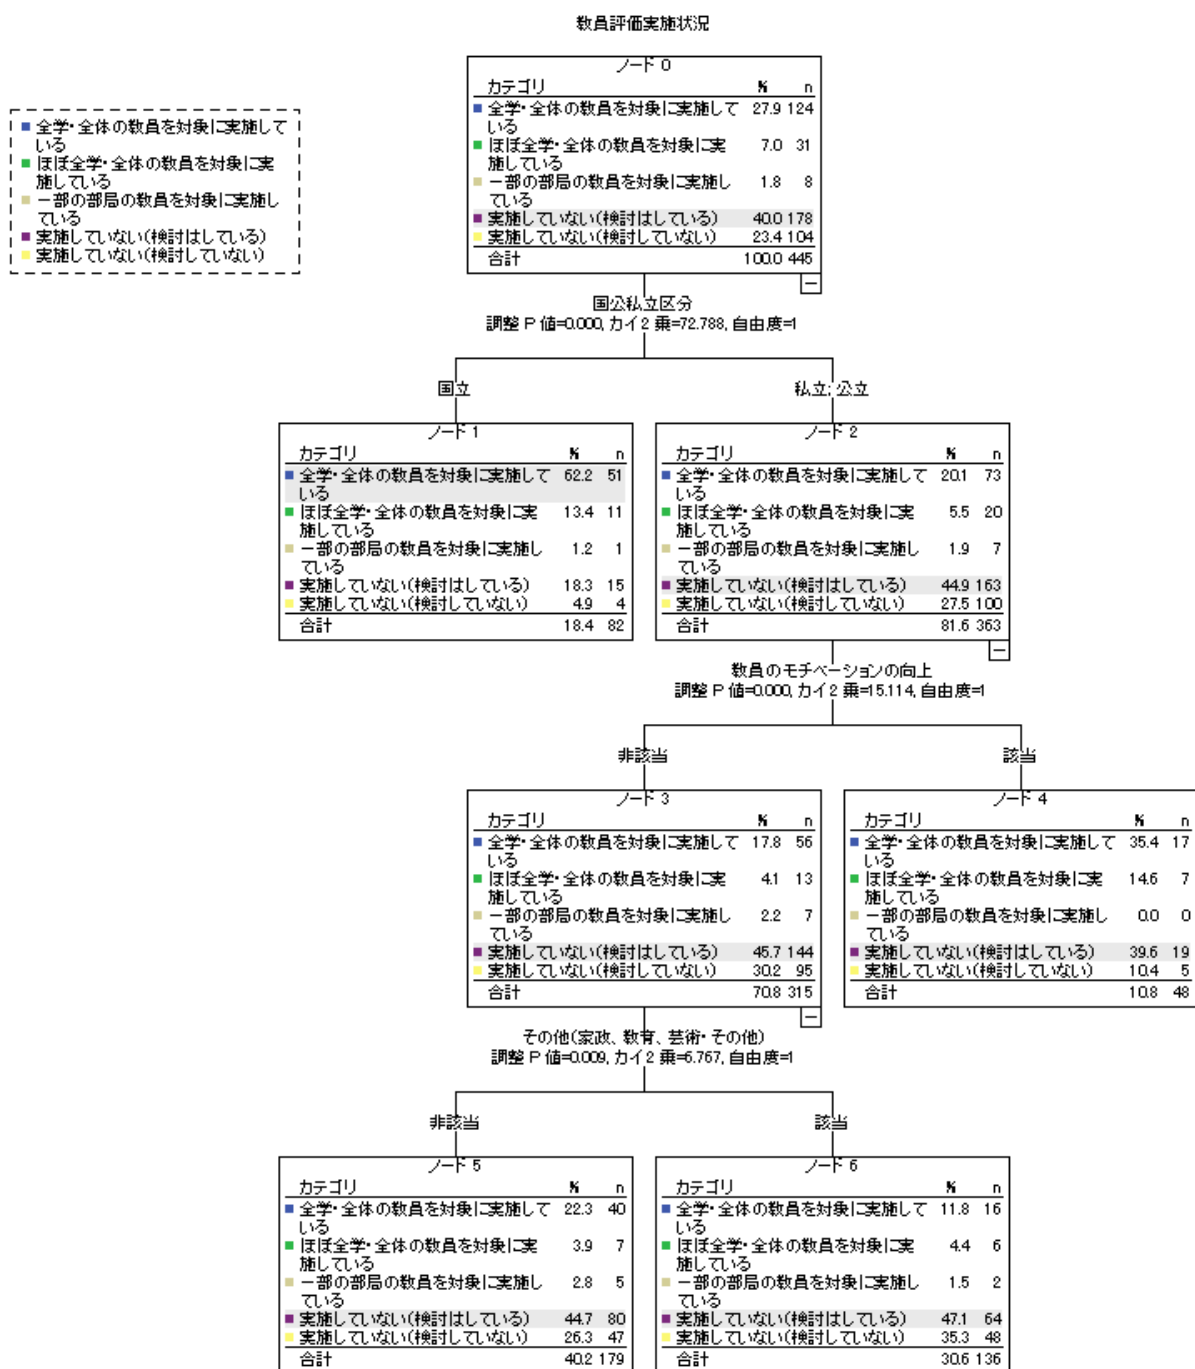 教員評価実施状況
全学・全体の教員を対象に実施して
いる
ほぼ全学・全体の教員を対象に実
施している
一部の部局の教員を対象に実施し
ている
実施していない(検討はしている)
実施していない(検討していない)
ノード 0
カテゴリ % n
全学・全体の教員を対象に実施して 27.9 124
いる
ほぼ全学・全体の教員を対象に実 7.0 31
施している
一部の部局の教員を対象に実施し 1.8 8
ている
実施していない(検討はしている) 40.0 178
実施していない(検討していない) 23.4 104
合計 100.0 445
国公私立区分
調整 P 値=0.000, カイ2 乗=72.788, 自由度=1
国立
私立; 公立
ノード 1
カテゴリ % n
全学・全体の教員を対象に実施して 62.2 51
いる
ほぼ全学・全体の教員を対象に実 13.4 11
施している
一部の部局の教員を対象に実施し 1.2 1
ている
実施していない(検討はしている) 18.3 15
実施していない(検討していない) 4.9 4
合計 18.4 82
ノード 2
カテゴリ % n
全学・全体の教員を対象に実施して 20.1 73
いる
ほぼ全学・全体の教員を対象に実 5.5 20
施している
一部の部局の教員を対象に実施し 1.9 7
ている
実施していない(検討はしている) 44.9 163
実施していない(検討していない) 27.5 100
合計 81.6 363
教員のモチベーションの向上
調整 P 値=0.000, カイ2 乗=15.114, 自由度=1
非該当
該当
ノード 3
カテゴリ % n
全学・全体の教員を対象に実施して 17.8 56
いる
ほぼ全学・全体の教員を対象に実 4.1 13
施している
一部の部局の教員を対象に実施し 2.2 7
ている
実施していない(検討はしている) 45.7 144
実施していない(検討していない) 30.2 95
合計 70.8 315
ノード 4
カテゴリ % n
全学・全体の教員を対象に実施して 35.4 17
いる
ほぼ全学・全体の教員を対象に実 14.6 7
施している
一部の部局の教員を対象に実施し 0.0 0
ている
実施していない(検討はしている) 39.6 19
実施していない(検討していない) 10.4 5
合計 10.8 48
その他(家政、教育、芸術・その他)
調整 P 値=0.009, カイ2 乗=6.767, 自由度=1
非該当
該当
ノード 5
カテゴリ % n
全学・全体の教員を対象に実施して 22.3 40
いる
ほぼ全学・全体の教員を対象に実 3.9 7
施している
一部の部局の教員を対象に実施し 2.8 5
ている
実施していない(検討はしている) 44.7 80
実施していない(検討していない) 26.3 47
合計 40.2 179
ノード 6
カテゴリ % n
全学・全体の教員を対象に実施して 11.8 16
いる
ほぼ全学・全体の教員を対象に実 4.4 6
施している
一部の部局の教員を対象に実施し 1.5 2
ている
実施していない(検討はしている) 47.1 64
実施していない(検討していない) 35.3 48
合計 30.6 136